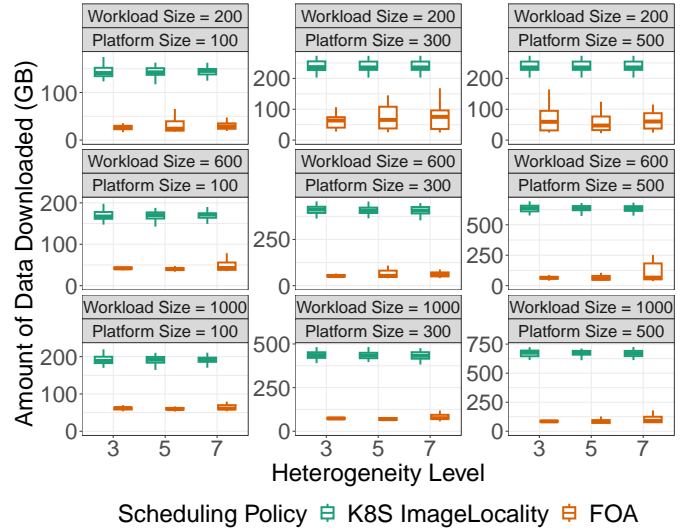 Workload Size = 200 Workload Size = 200 Workload Size = 200
Platform Size = 100 Platform Size = 300 Platform Size = 500
200 200
100 100 100
0 0 0
Workload Size = 600 Workload Size = 600 Workload Size = 600
Platform Size = 100 Platform Size = 300 Platform Size = 500
200
500
100 250 250
0 0 0
Workload Size = 1000 Workload Size = 1000 Workload Size = 1000
Platform Size = 100 Platform Size = 300 Platform Size = 500
500 750
200 500
100 250 250
0 0 0
3 5 7 3 5 7 3 5 7
Amount of Data Downloaded (GB)
Heterogeneity Level
Scheduling Policy K8S ImageLocality FOA